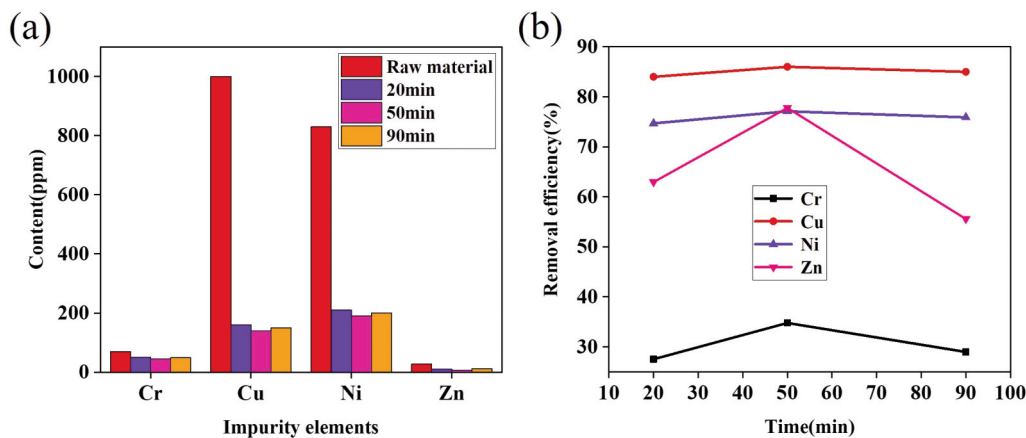 (a)
Content(ppm)
1000
800
600
400
200
0
Raw material
20min
50min
90min
Cr Cu Ni Zn
Impurity elements
(b)
Removal efficiency(%)
90
80
70
60
50
40
30
Cr
Cu
Ni
Zn
10 20 30 40 50 60 70 80 90 100
Time(min)